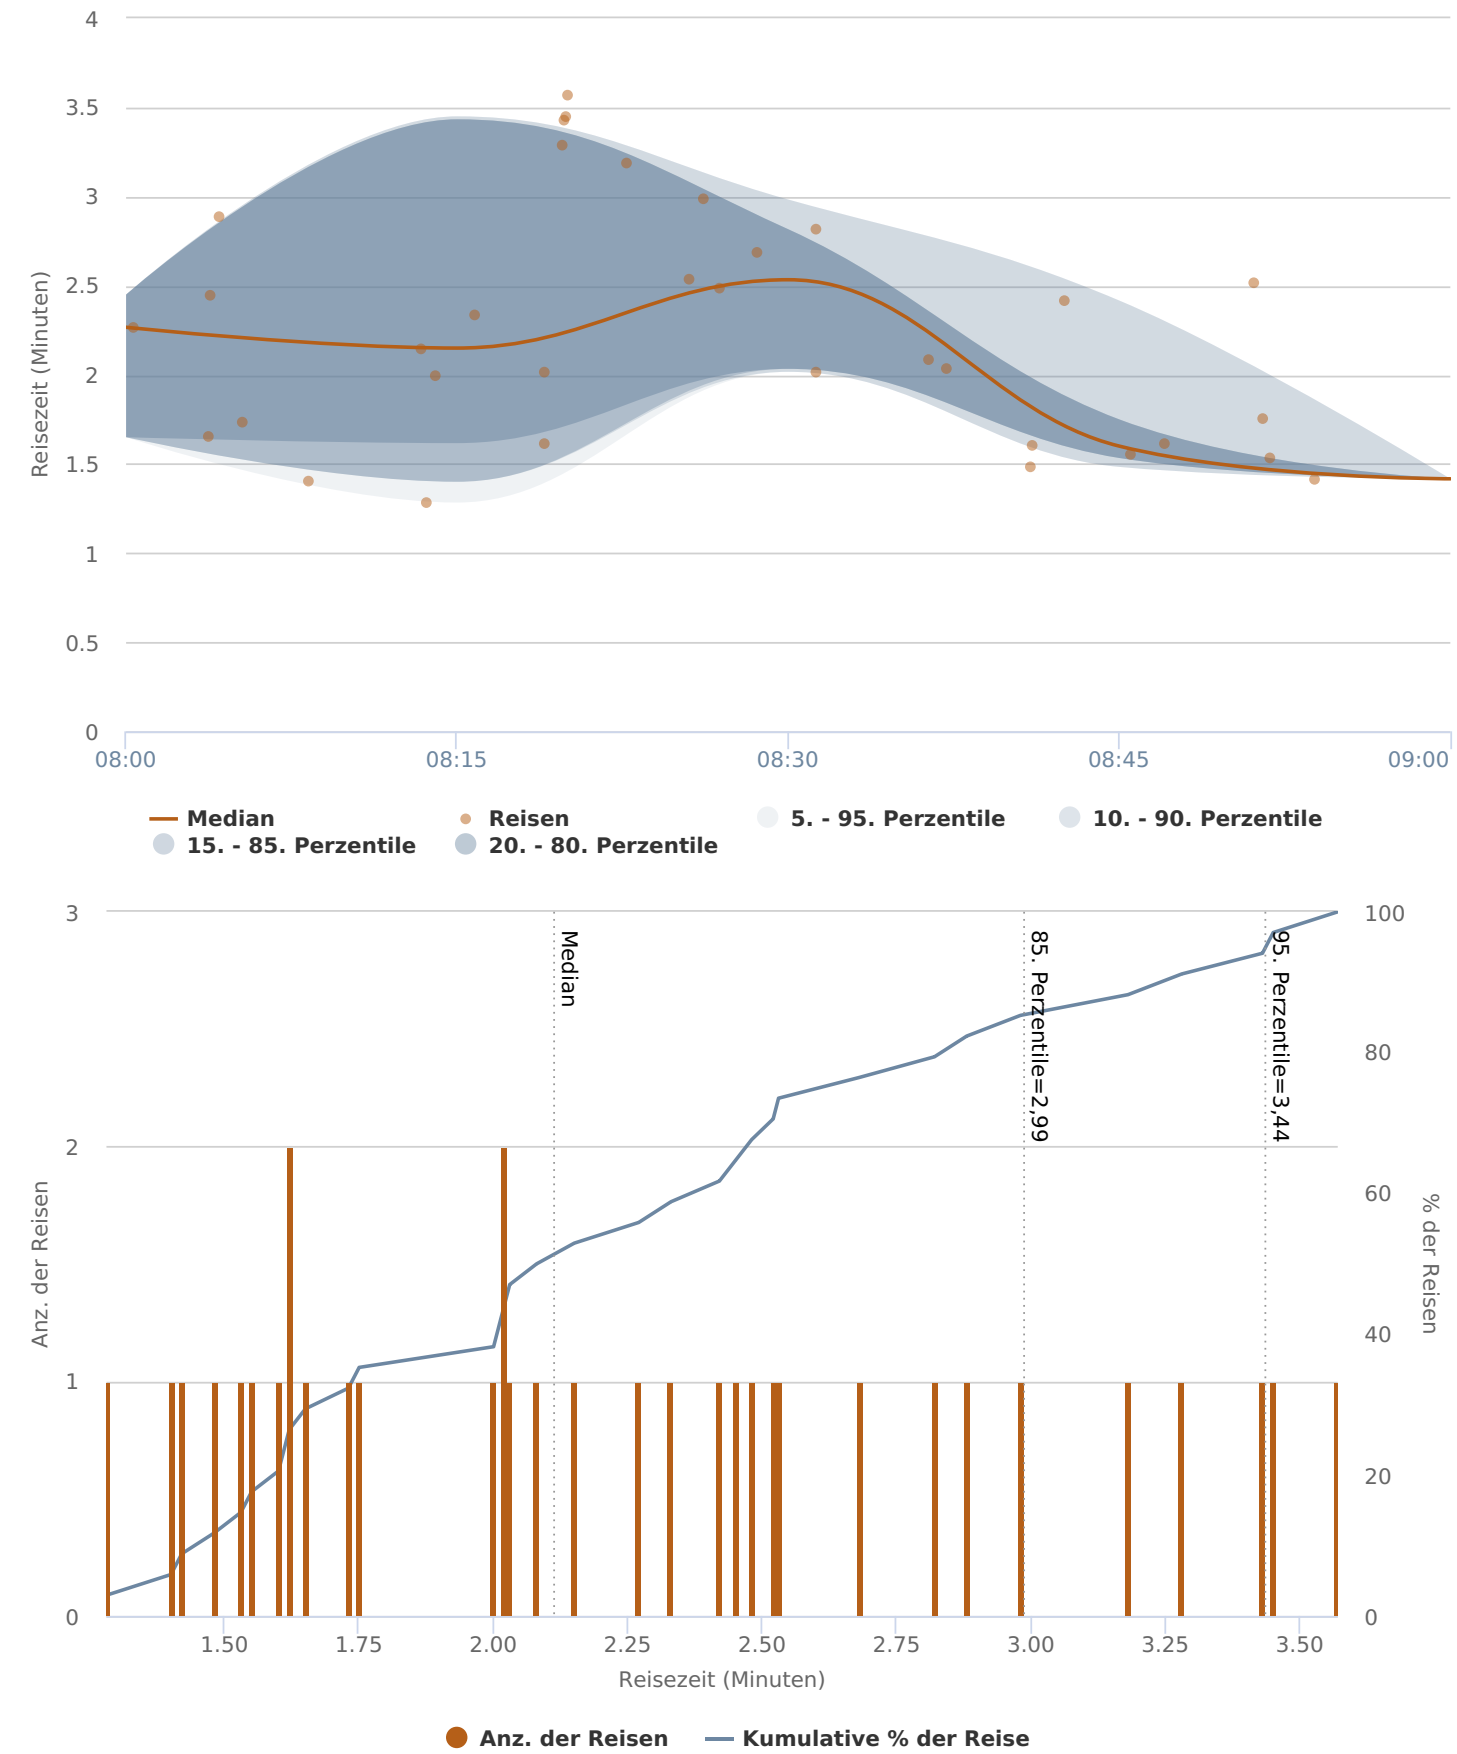 4
3.5
3
2.5
2
1.5
1
0.5
0
Reisezeit (Minuten)
08:00 08:15 08:30 08:45 09:00
Median Reisen 5. - 95. Perzentile 10. - 90. Perzentile
15. - 85. Perzentile 20. - 80. Perzentile
3
2
1
0
Anz. der Reisen
Median
85. Perzentile=2,99
95. Perzentile=3,44
100
80
60
40
20
0
% der Reisen
1.50 1.75 2.00 2.25 2.50 2.75 3.00 3.25 3.50
Reisezeit (Minuten)
Anz. der Reisen Kumulative % der Reise